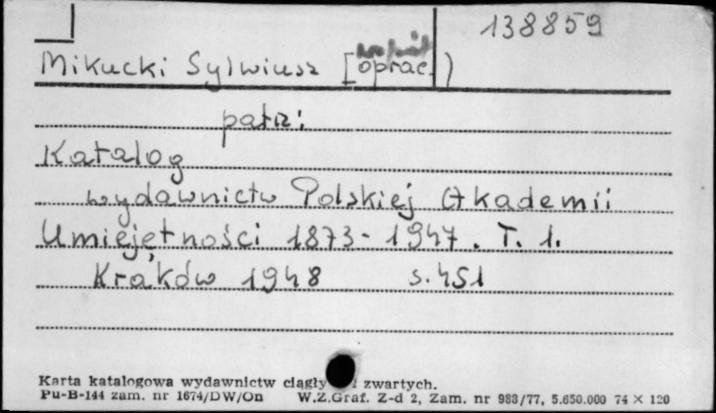 138859
Mikucki Sylwiusz [oprac.)
patrz:
Katalog
wydawnictw Polskiej Akademii
Umiejętności 1873-1947. T. 1.
Kraków 1948 s. 451
Karta katalogowa wydawnictw ciągły i zwartych.
Pu-B-144 zam. nr 1674/DW/On W.Z.Graf. Z-d 2, Zam. nr 983/77, 5.650.000 74 × 120